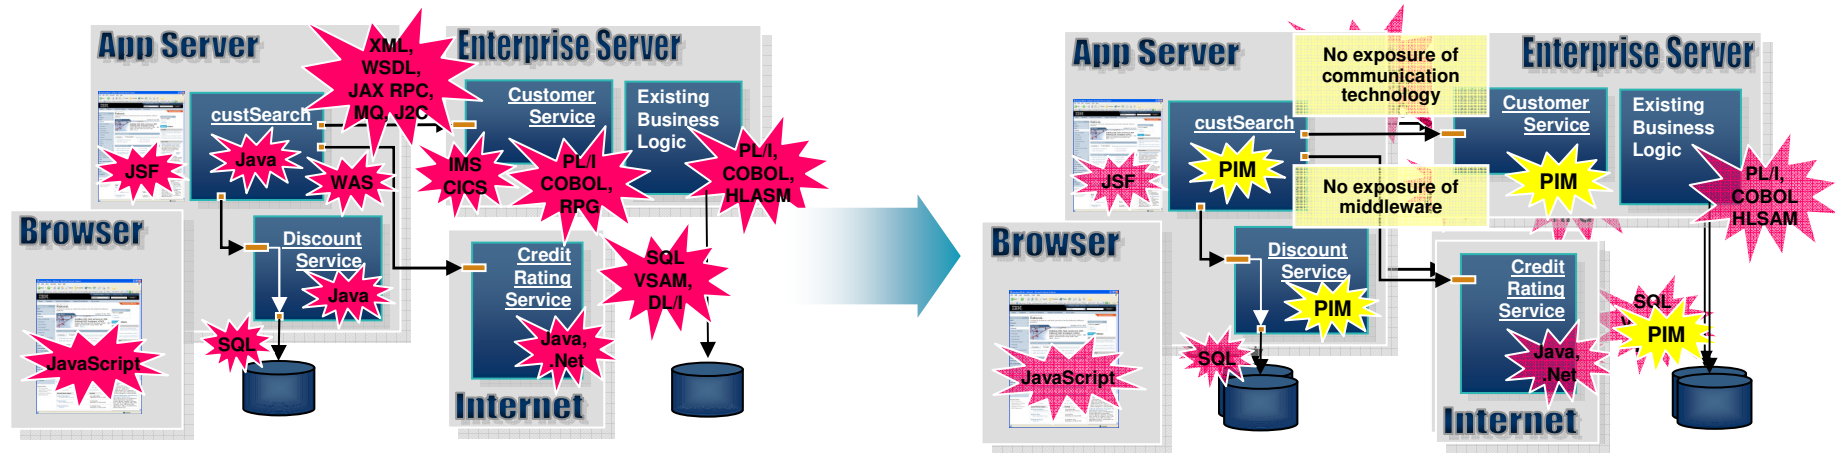 App Server
XML,
WSDL,
JAX RPC,
MQ, J2C
Enterprise Server
custSearch
Java
JSF
WAS
Customer
Service
Existing
Business
Logic
IMS
CICS
PL/I
COBOL,
RPG
PL/I,
COBOL,
HLASM
Browser
JavaScript
Discount
Service
Java
SQL
Credit
Rating
Service
Java,
.Net
Internet
SQL
VSAM,
DL/I
App Server
No exposure of
communication
technology
Enterprise Server
custSearch
PIM
JSF
No exposure of
middleware
Customer
Service
PIM
Existing
Business
Logic
PL/I,
COBOL
HLSAM
Browser
JavaScript
Discount
Service
PIM
SQL
Credit
Rating
Service
Java,
.Net
Internet
SQL
PIM